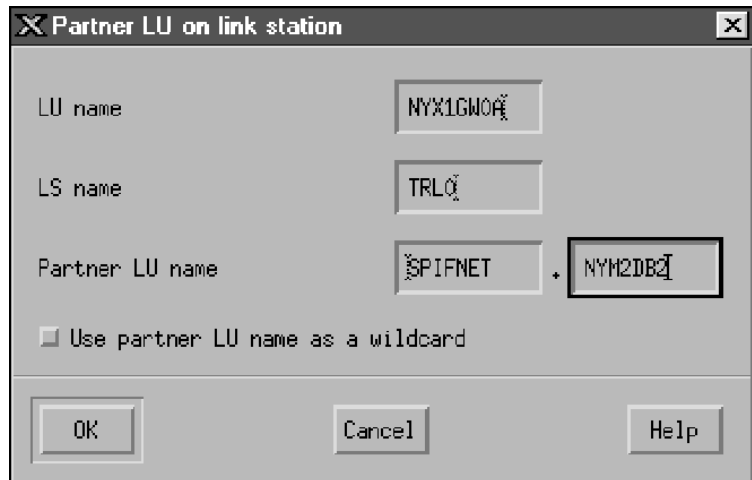 Partner LU on link station
LU name NYX1GW0A
LS name TRL0
Partner LU name SPIFNET . NYM2DB2
Use partner LU name as a wildcard
OK Cancel Help